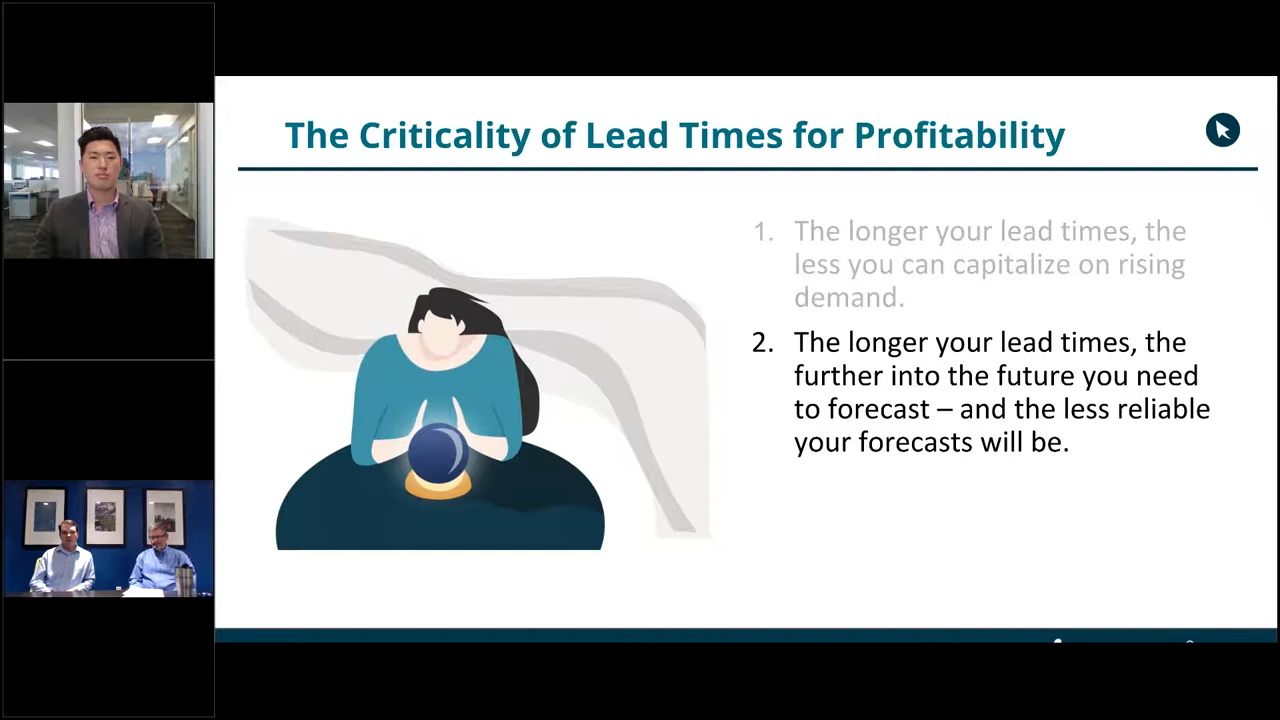 The Criticality of Lead Times for Profitability
1. The longer your lead times, the
less you can capitalize on rising
demand.
2. The longer your lead times, the
further into the future you need
to forecast – and the less reliable
your forecasts will be.